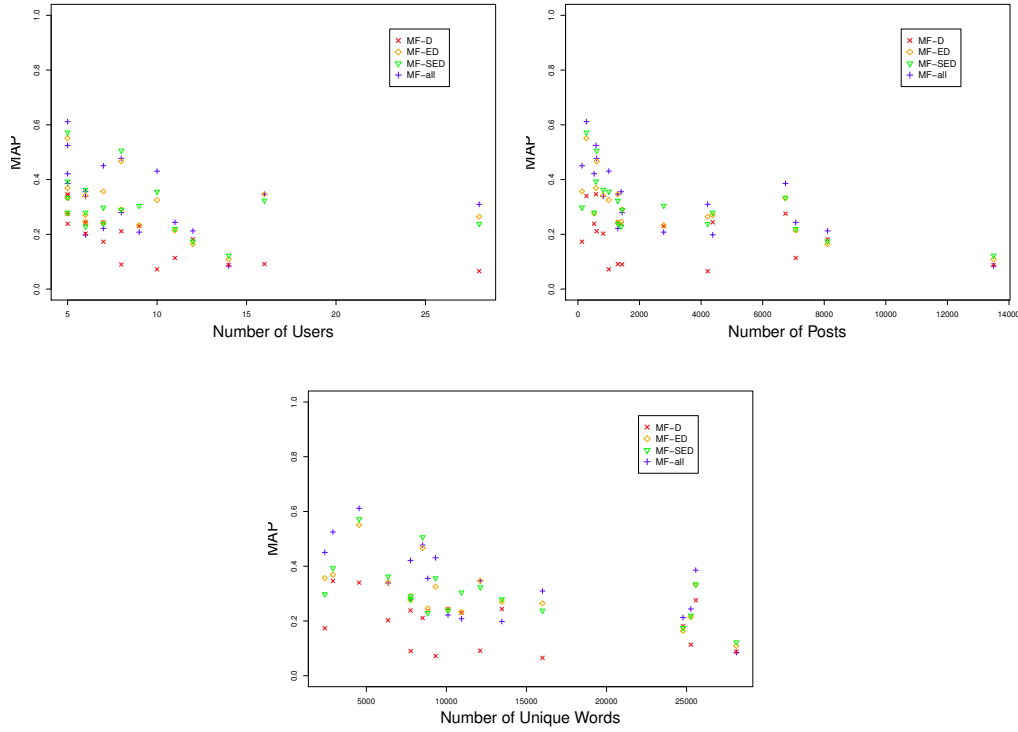 1.0
0.8
0.6
0.4
0.2
0.0
MAP
5
10
15
20
25
Number of Users
MF-D
MF-ED
MF-SED
MF-all
1.0
0.8
0.6
0.4
0.2
0.0
MAP
0
2000
4000
6000
8000
10000
12000
14000
Number of Posts
MF-D
MF-ED
MF-SED
MF-all
1.0
0.8
0.6
0.4
0.2
0.0
MAP
5000
10000
15000
20000
25000
Number of Unique Words
MF-D
MF-ED
MF-SED
MF-all